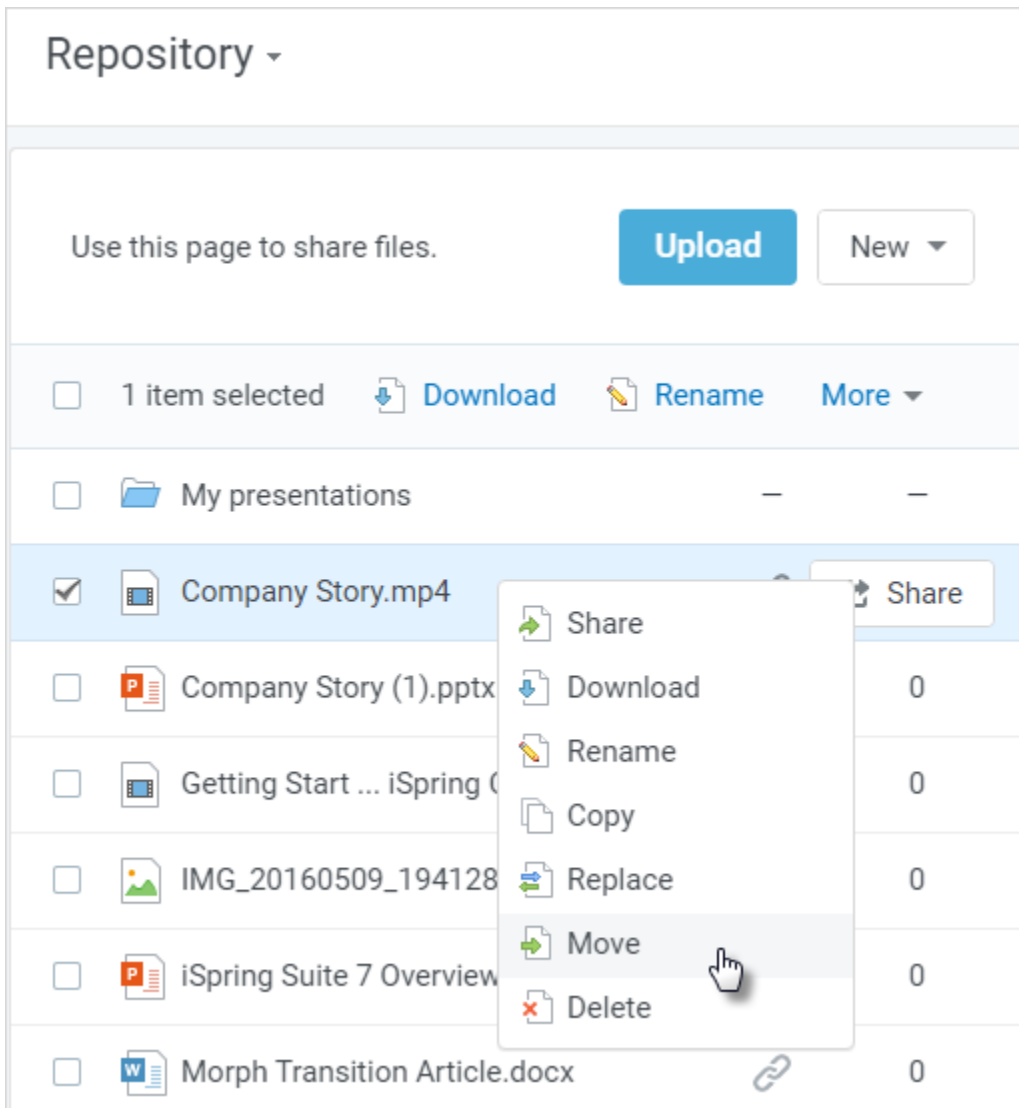 Repository
Use this page to share files.
Upload
New
1 item selected
Download
Rename
More
My presentations
– –
Company Story.mp4
Share
Share
Company Story (1).pptx
Download
0
Rename
Getting Start ... iSpring
0
Copy
IMG_20160509_194128
Replace
0
Move
iSpring Suite 7 Overview
0
Delete
Morph Transition Article.docx
0